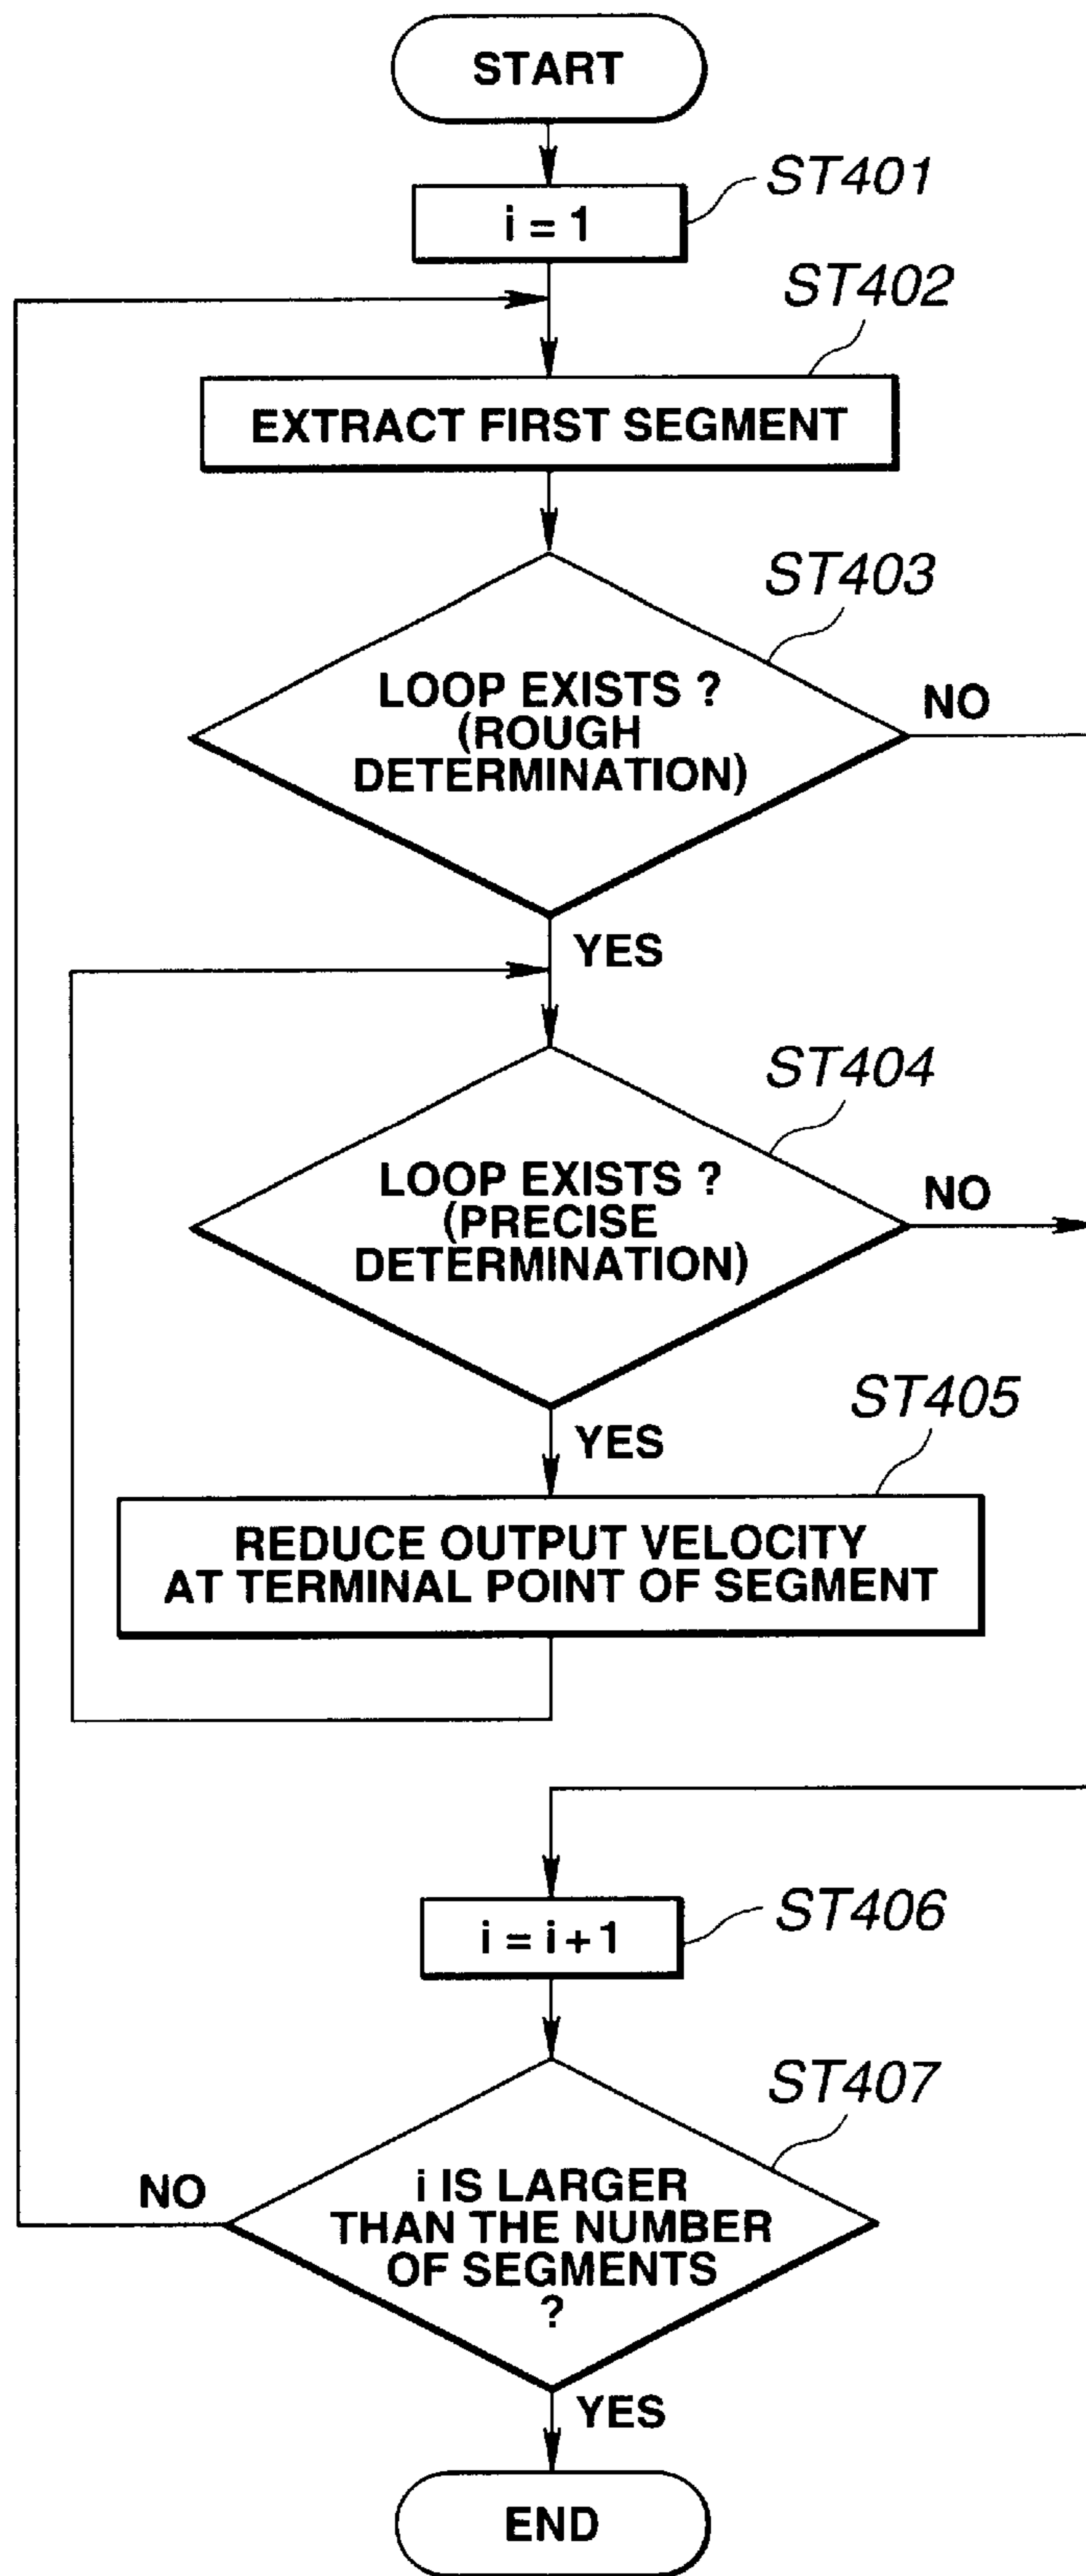 START
ST401
i = 1
ST402
EXTRACT FIRST SEGMENT
ST403
LOOP EXISTS ?
(ROUGH
DETERMINATION)
NO
YES
ST404
LOOP EXISTS ?
(PRECISE
DETERMINATION)
NO
YES
ST405
REDUCE OUTPUT VELOCITY
AT TERMINAL POINT OF SEGMENT
ST406
i = i + 1
ST407
NO
i IS LARGER
THAN THE NUMBER
OF SEGMENTS
?
YES
END